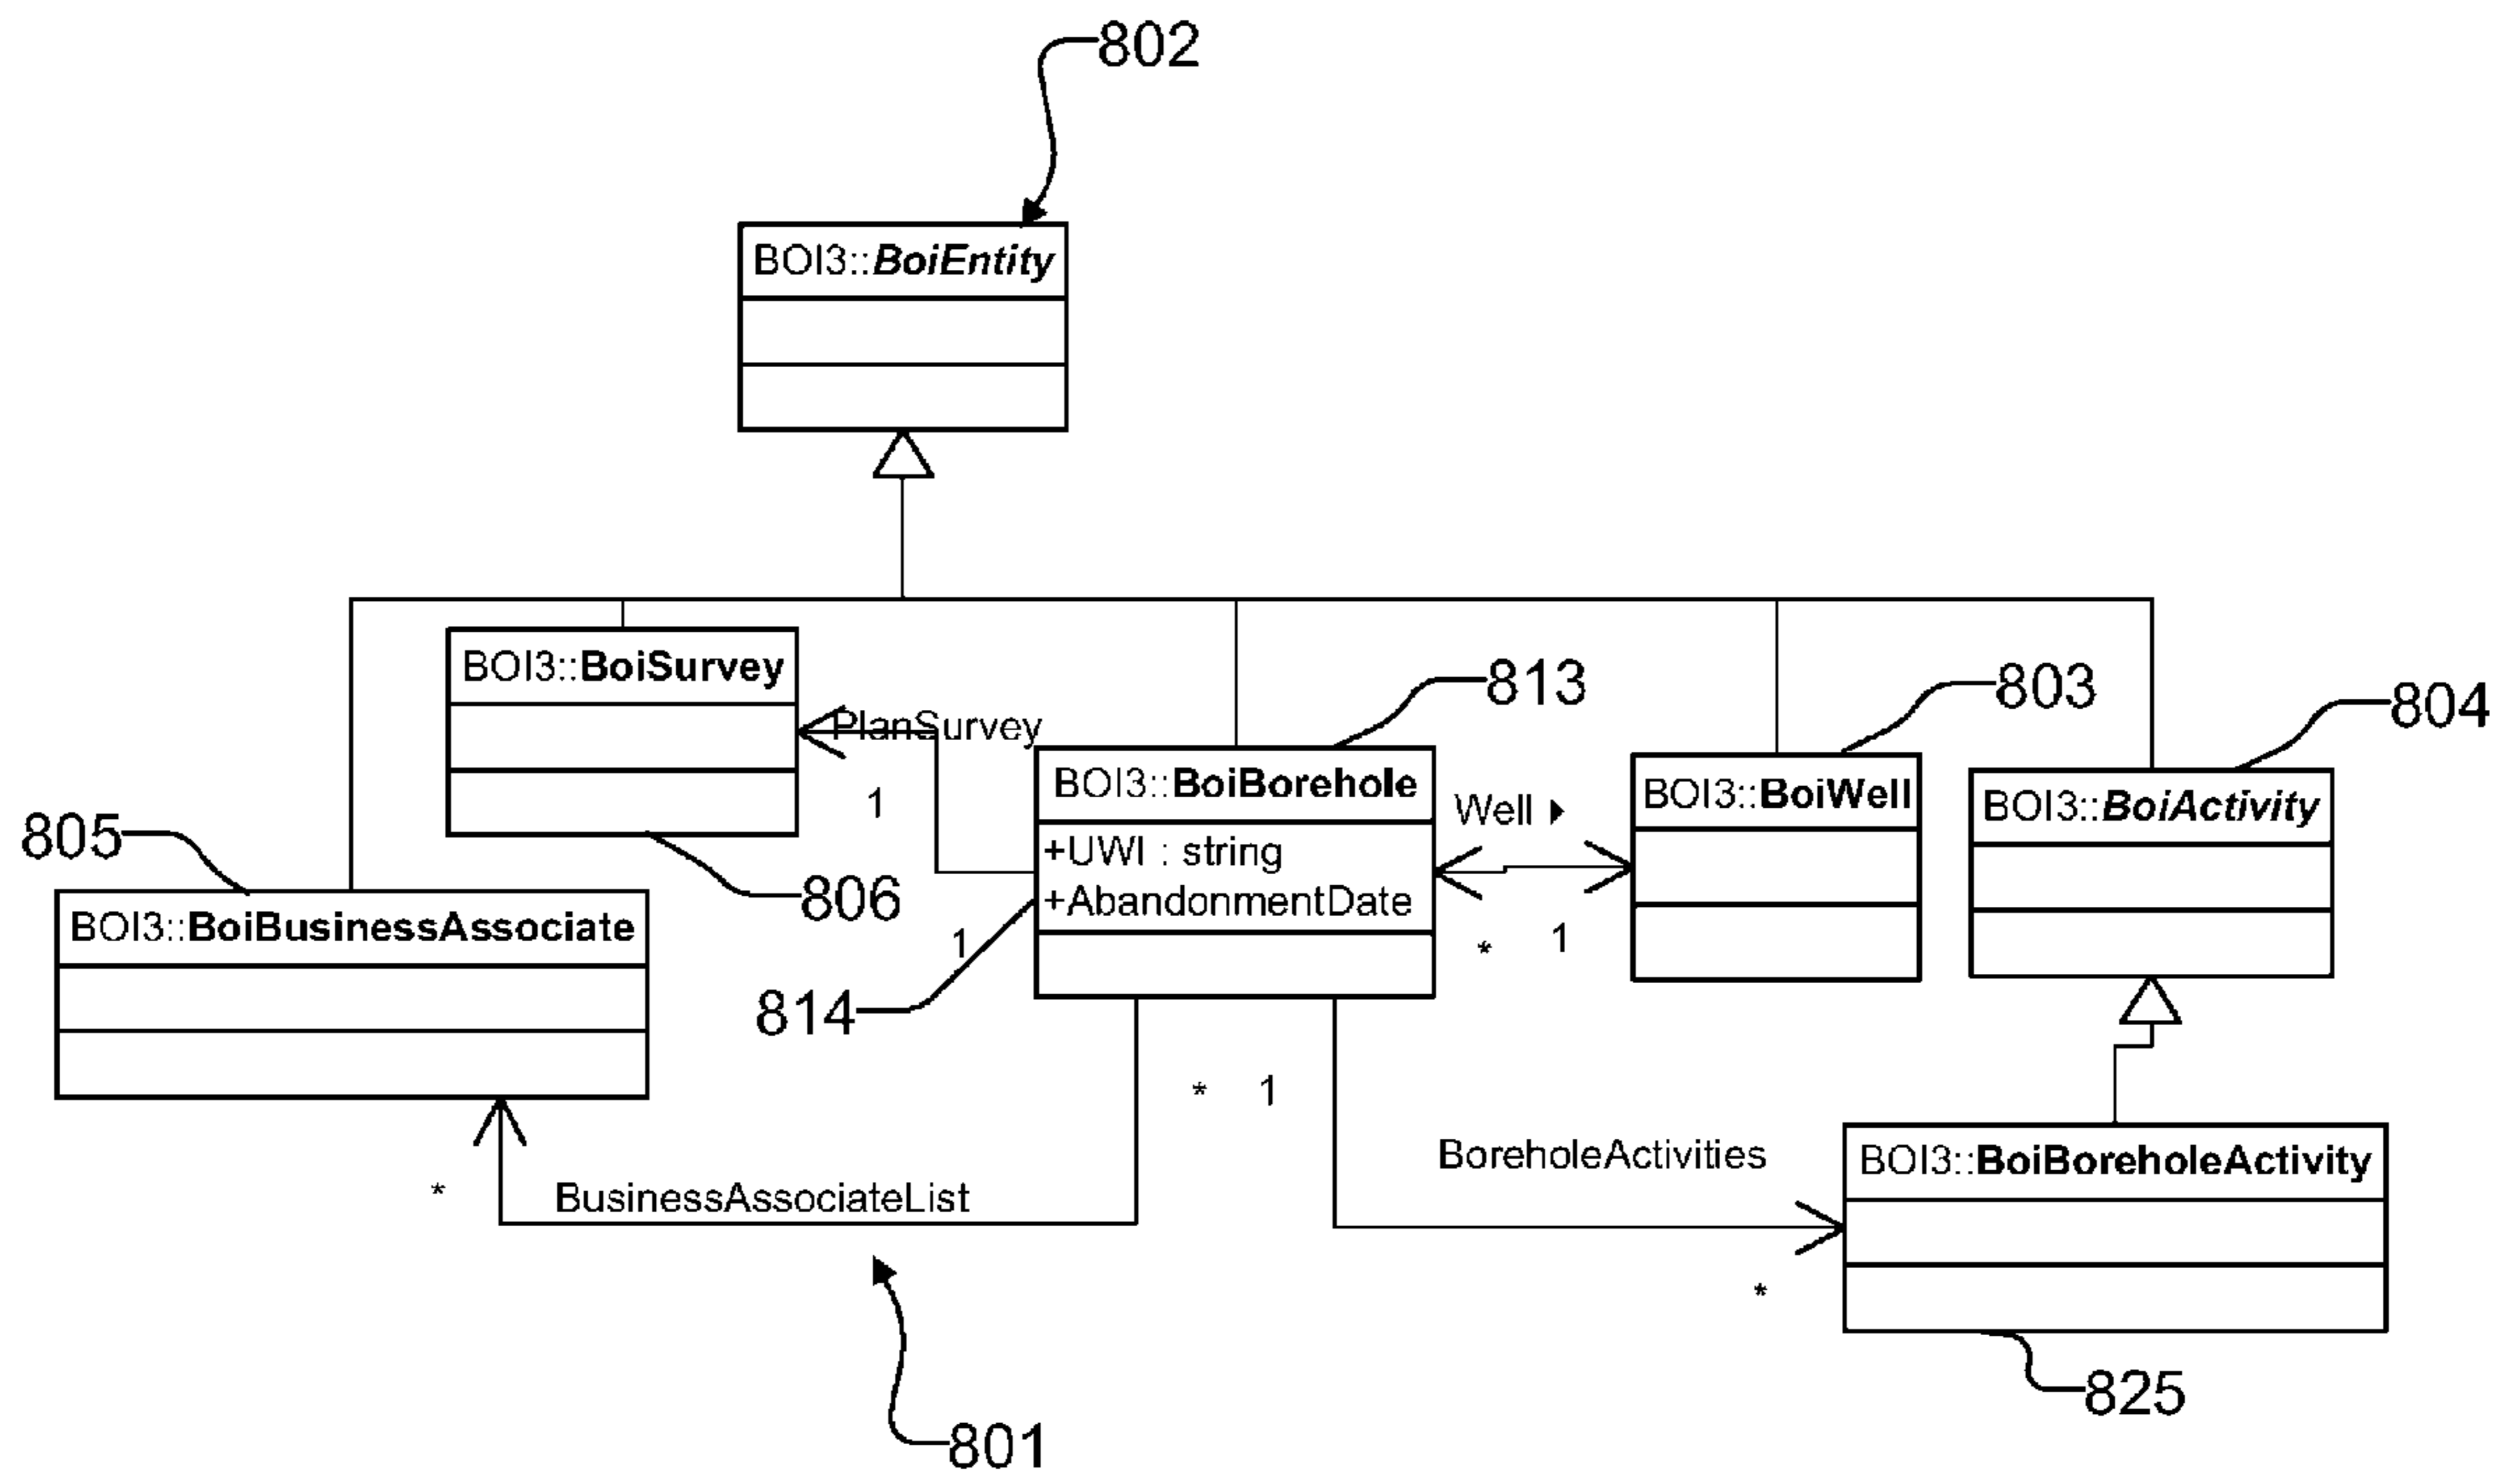 802
BOI3::BoiEntity
BOI3::BoiSurvey
813
803
804
PlanSurvey
BOI3::BoiBorehole
BOI3::BoiWell
BOI3::BoiActivity
1
Well ▶
805
+UWI : string
806
+AbandonmentDate
BOI3::BoiBusinessAssociate
1
*
1
814
*
1
BoreholeActivities
BOI3::BoiBoreholeActivity
*
BusinessAssociateList
*
825
801